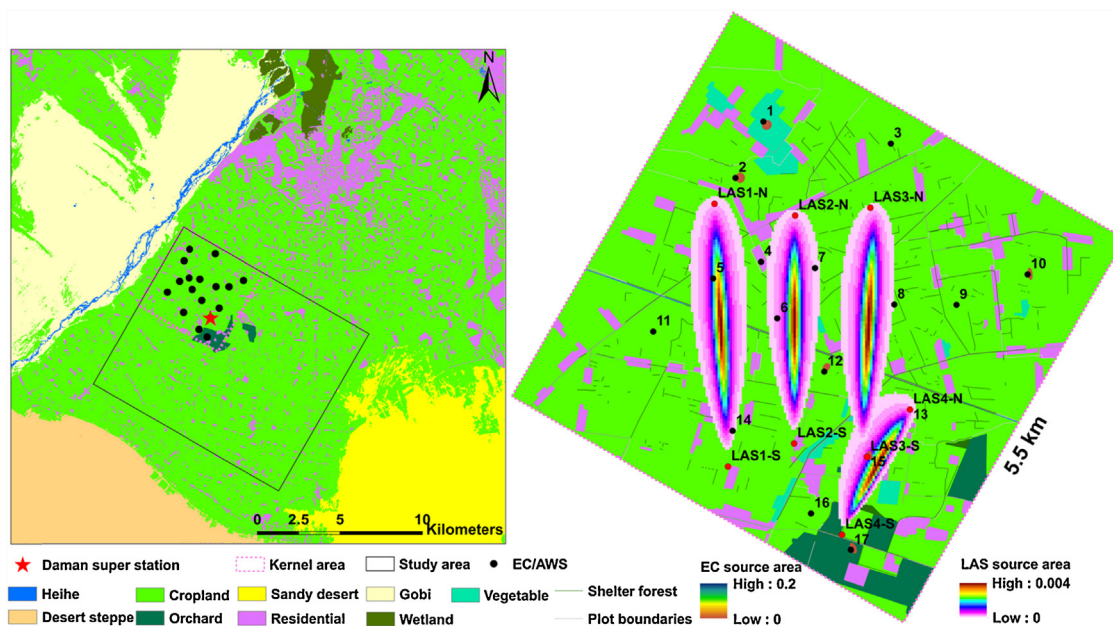 N
0 2.5 5 10
Kilometers
1
2
3
LAS1-N
LAS2-N
LAS3-N
4
5
6
7
8
9
10
11
12
LAS4-N
13
14
LAS1-S
LAS2-S
LAS3-S
15
16
LAS4-S
17
5.5 km
Daman super station
Kernel area
Study area
EC/AWS
Heihe
Cropland
Sandy desert
Gobi
Vegetable
Desert steppe
Orchard
Residential
Wetland
Shelter forest
Plot boundaries
EC source area
High : 0.2
Low : 0
LAS source area
High : 0.004
Low : 0